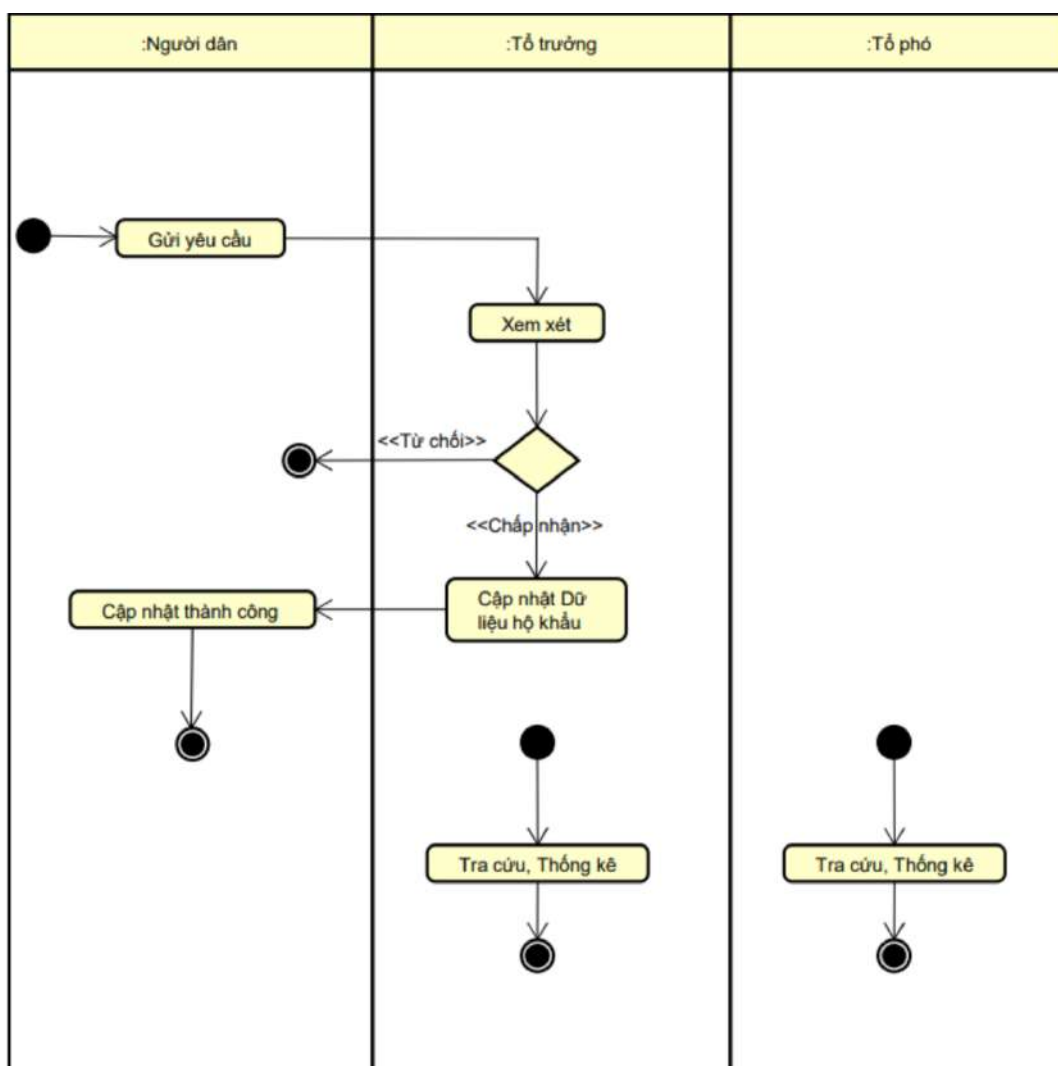 :Người dân
:Tổ trưởng
:Tổ phó
Gửi yêu cầu
Xem xét
<<Từ chối>>
<<Chấp nhận>>
Cập nhật Dữ
liệu hộ khẩu
Cập nhật thành công
Tra cứu, Thống kê
Tra cứu, Thống kê